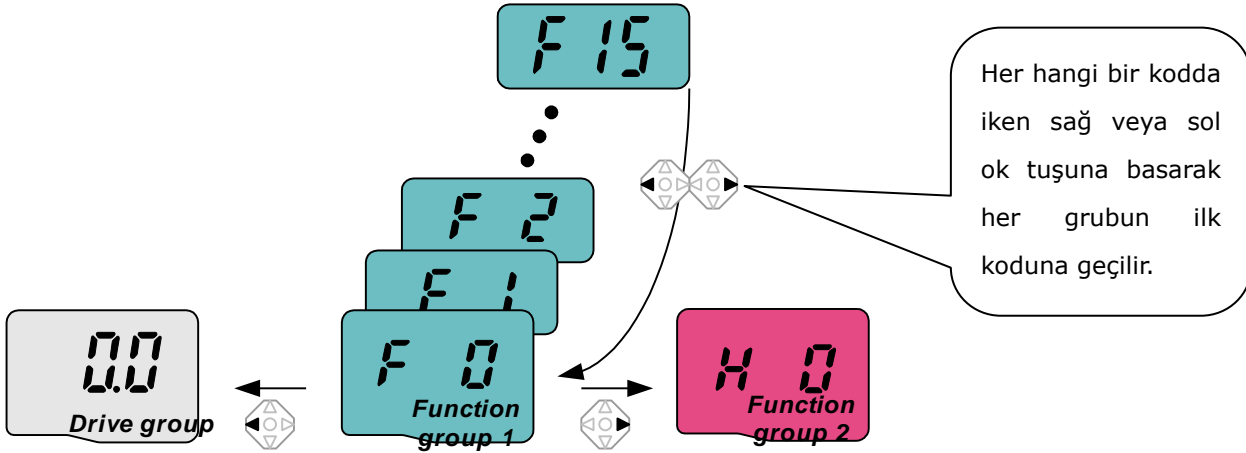 F 15
Her hangi bir kodda
iken sağ veya sol
ok tuşuna basarak
her grubun ilk
koduna geçilir.
F 2
F 1
0.0
Drive group
F 0
Function
group 1
H 0
Function
group 2